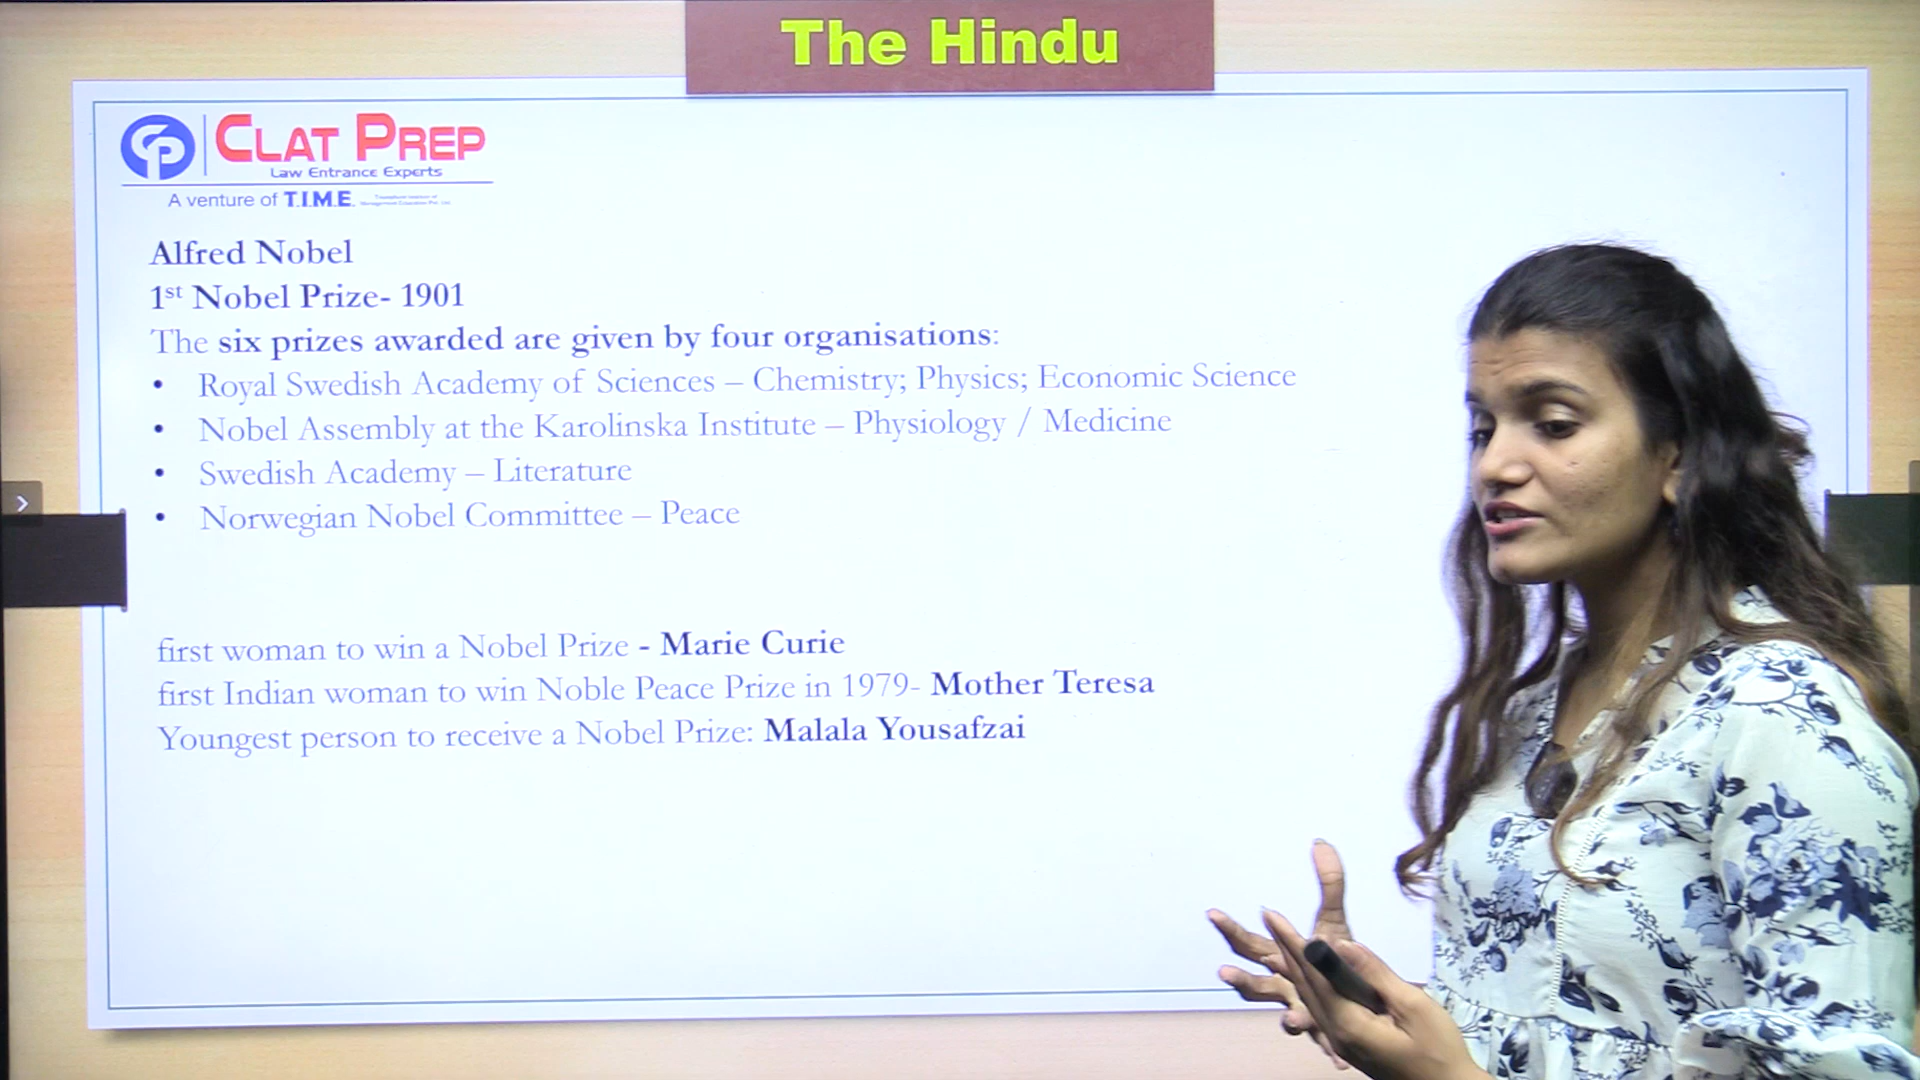 The Hindu
CLAT PREP
Law Entrance Experts
A venture of T.I.M.E.
Alfred Nobel
1st Nobel Prize- 1901
The six prizes awarded are given by four organisations:
• Royal Swedish Academy of Sciences – Chemistry; Physics; Economic Science
• Nobel Assembly at the Karolinska Institute – Physiology / Medicine
• Swedish Academy – Literature
• Norwegian Nobel Committee – Peace
first woman to win a Nobel Prize - Marie Curie
first Indian woman to win Noble Peace Prize in 1979- Mother Teresa
Youngest person to receive a Nobel Prize: Malala Yousafzai